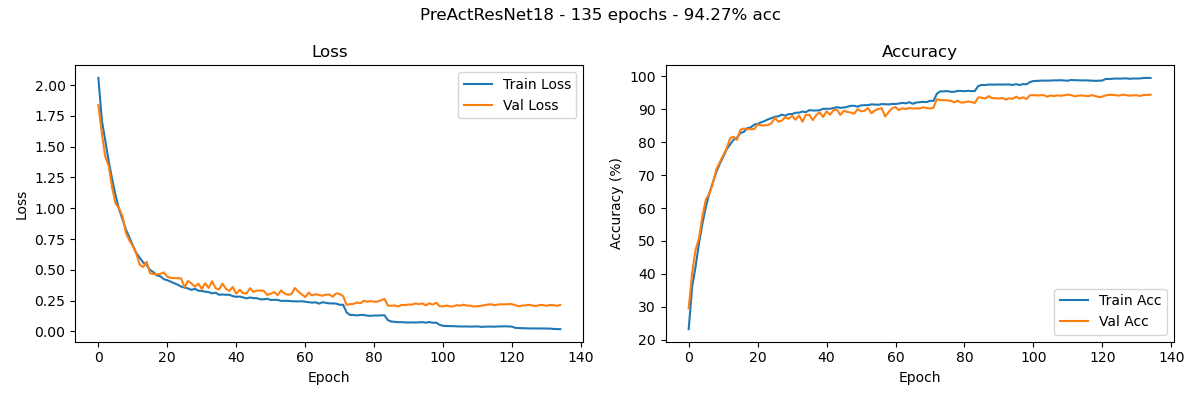 PreActResNet18 - 135 epochs - 94.27% acc
Loss
Train Loss
Val Loss
2.00
1.75
1.50
1.25
1.00
0.75
0.50
0.25
0.00
Loss
0 20 40 60 80 100 120 140
Epoch
Accuracy
100
90
80
70
60
50
40
30
20
Accuracy (%)
Train Acc
Val Acc
0 20 40 60 80 100 120 140
Epoch